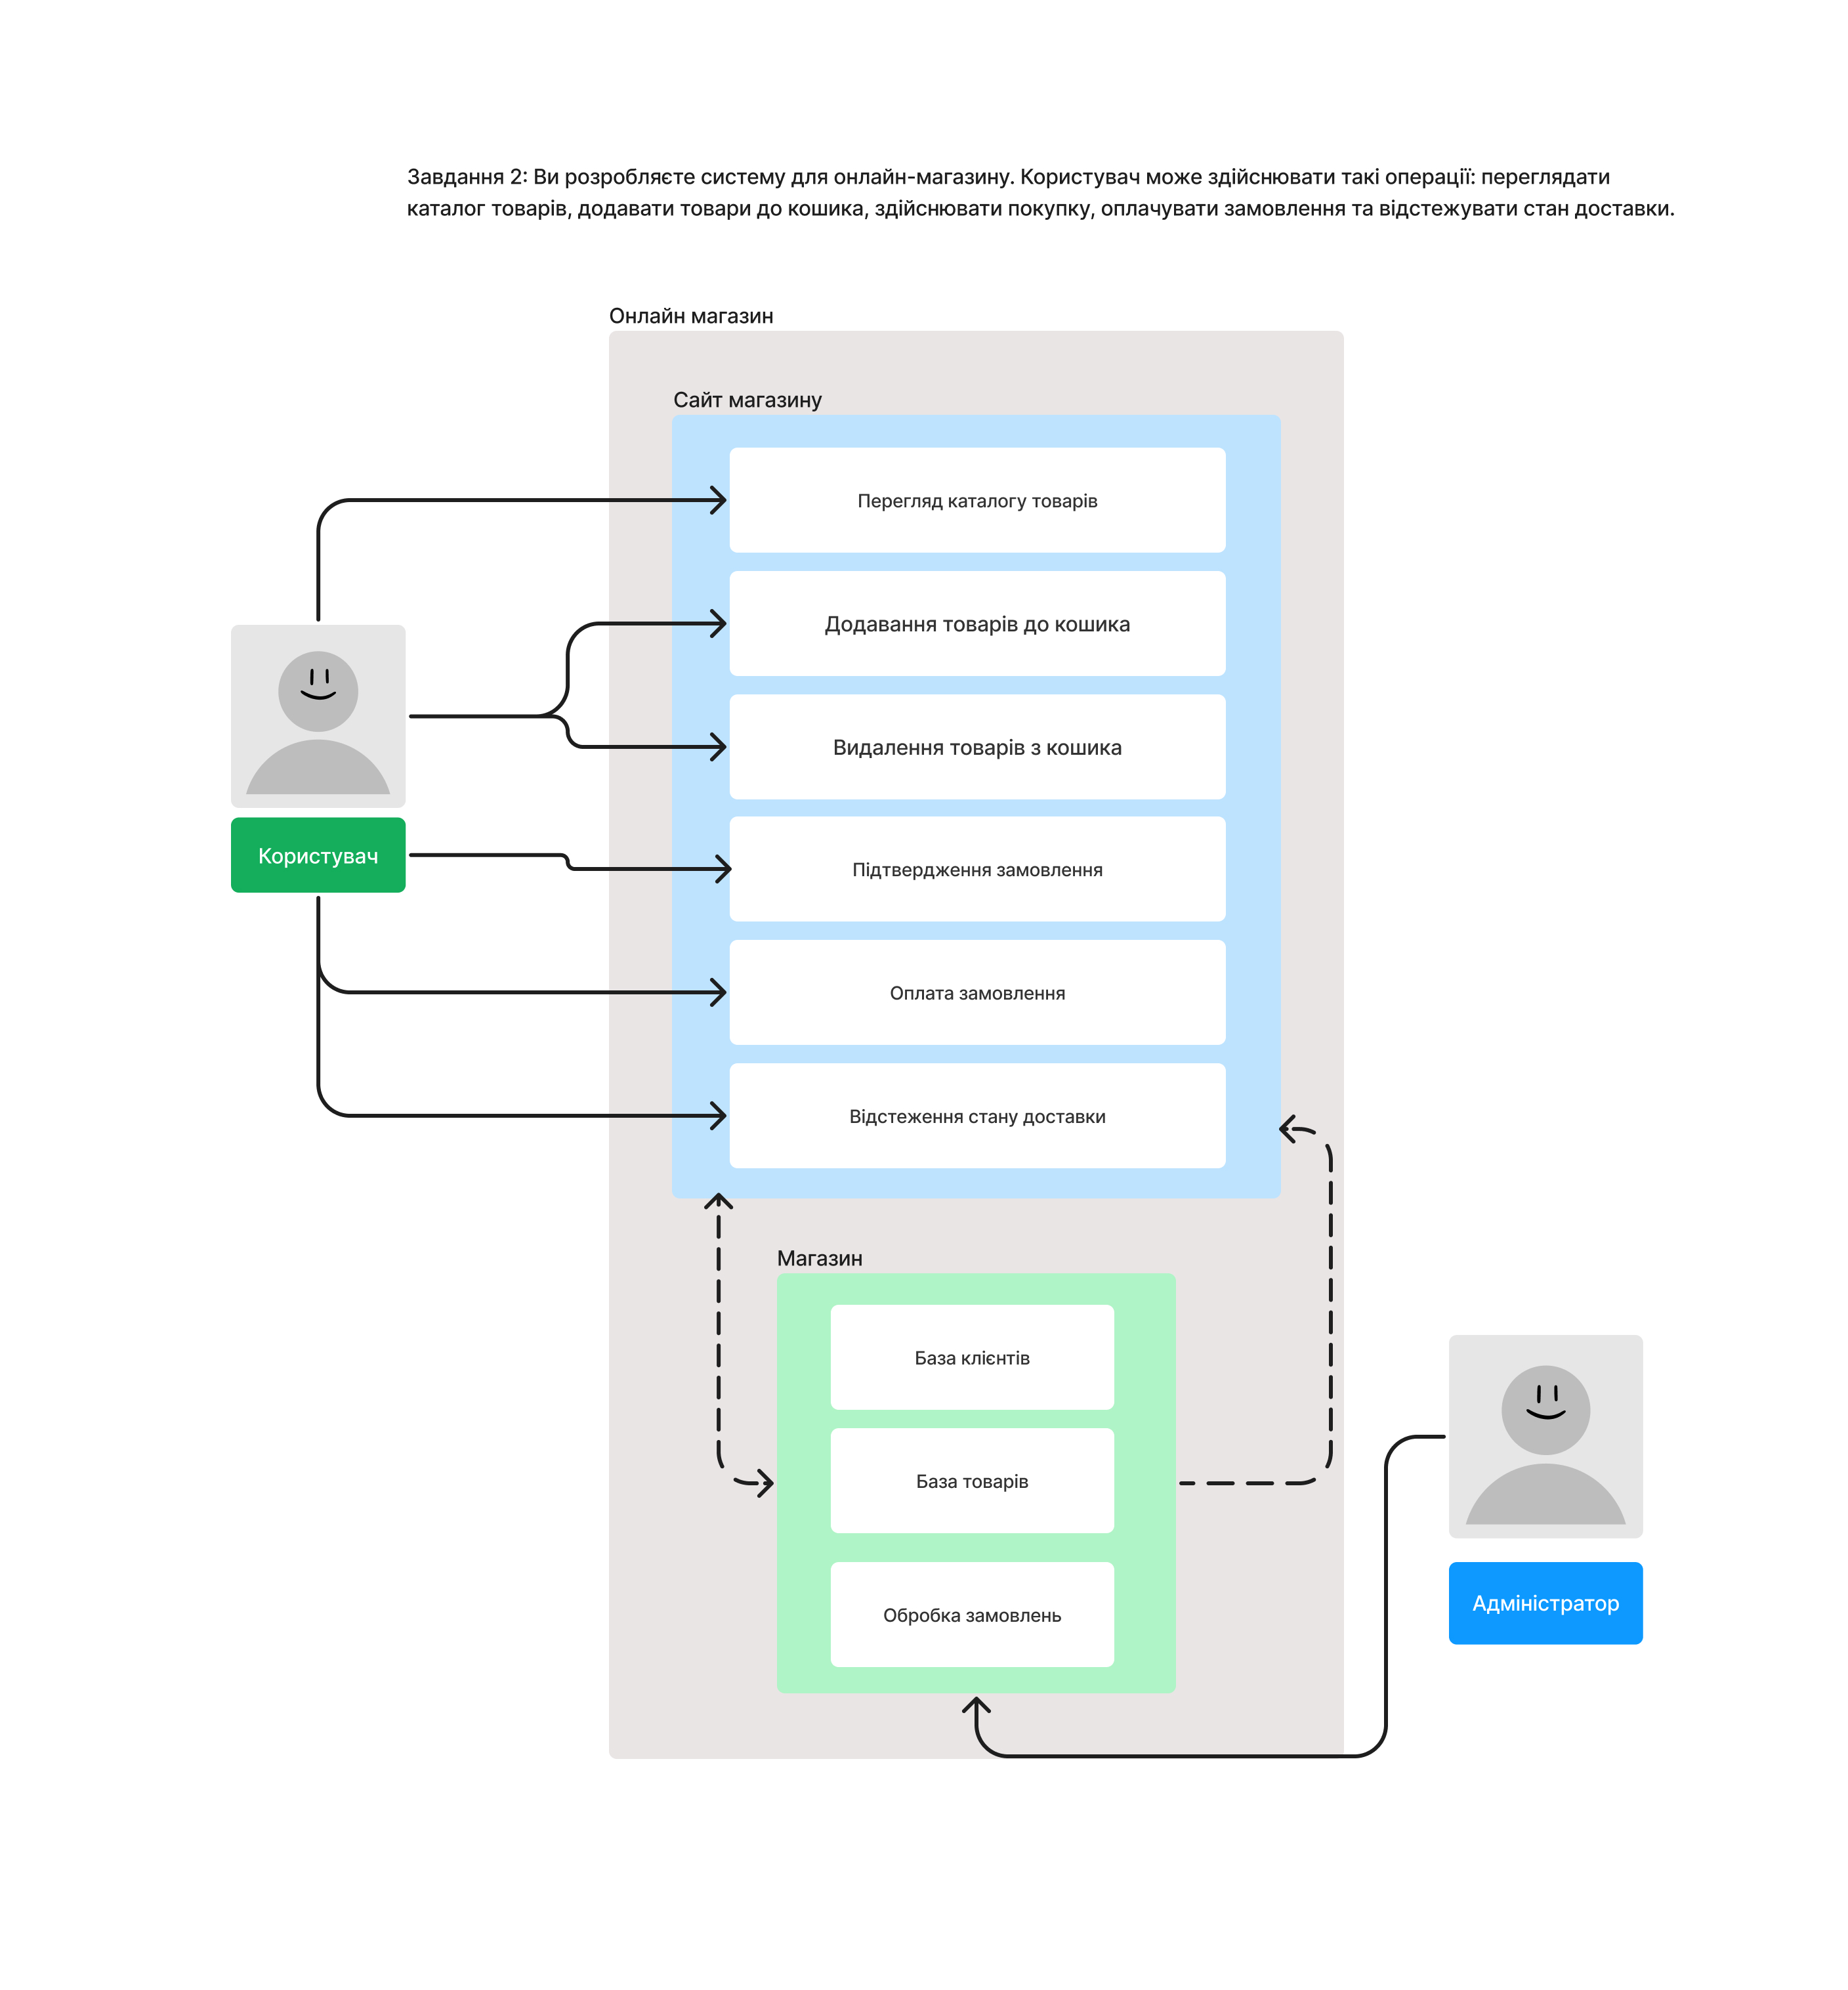 Завдання 2: Ви розробляєте систему для онлайн-магазину. Користувач може здійснювати такі операції: переглядати
каталог товарів, додавати товари до кошика, здійснювати покупку, оплачувати замовлення та відстежувати стан доставки.
Онлайн магазин
Сайт магазину
Перегляд каталогу товарів
Додавання товарів до кошика
Видалення товарів з кошика
Користувач
Підтвердження замовлення
Оплата замовлення
Відстеження стану доставки
Магазин
База клієнтів
База товарів
Обробка замовлень
Адміністратор